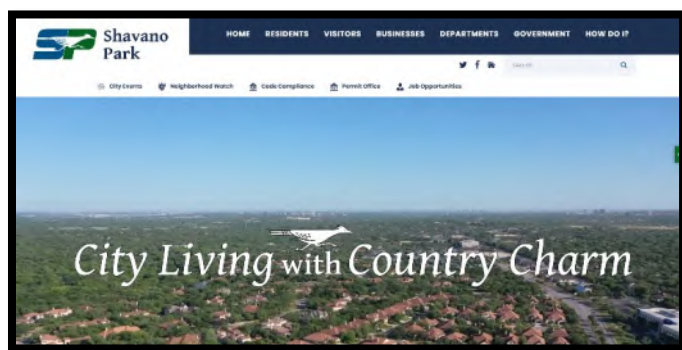 SP Shavano Park
HOME RESIDENTS VISITORS BUSINESSES DEPARTMENTS GOVERNMENT HOW DO I?
City Events Neighborhood Watch Code Compliance Permit Office Job Opportunities
City Living with Country Charm